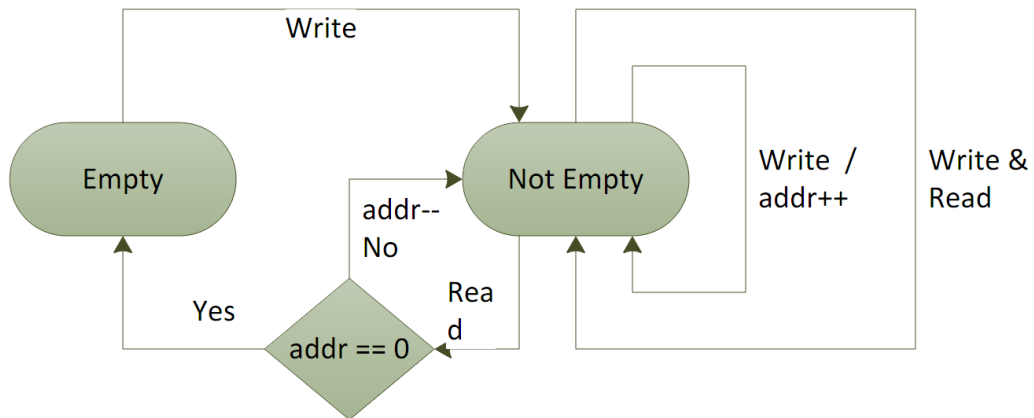 Write
Empty
Not Empty
Write /
addr++
Write &
Read
addr--
No
Rea
d
Yes
addr == 0